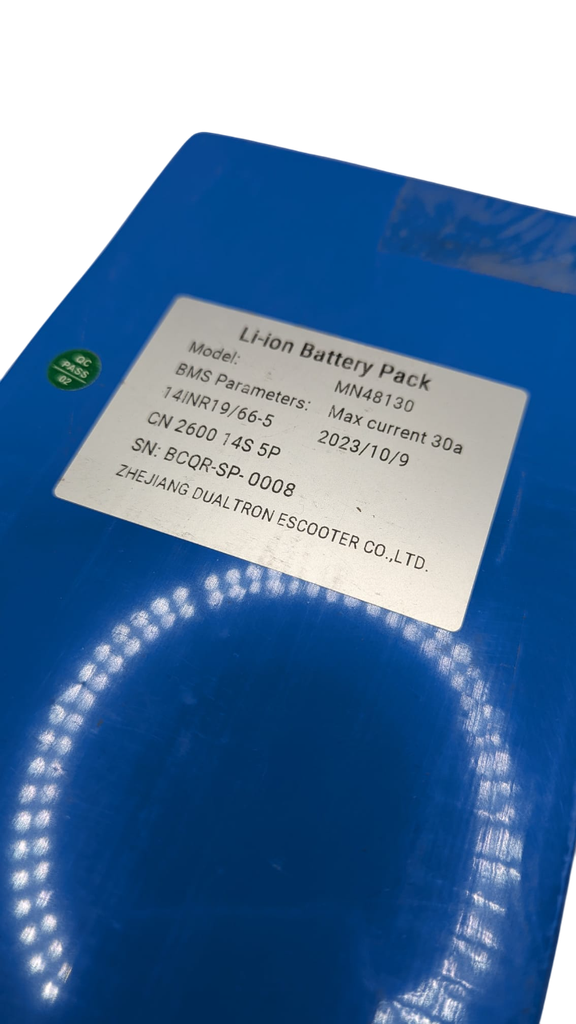 Li-ion Battery Pack
Model: MN48130
BMS Parameters: Max current 30a
14INR19/66-5 2023/10/9
CN 2600 14S 5P
SN: BCQR-SP-0008
ZHEJIANG DUALTRON ESCOOTER CO.,LTD.
QC
PASS
02